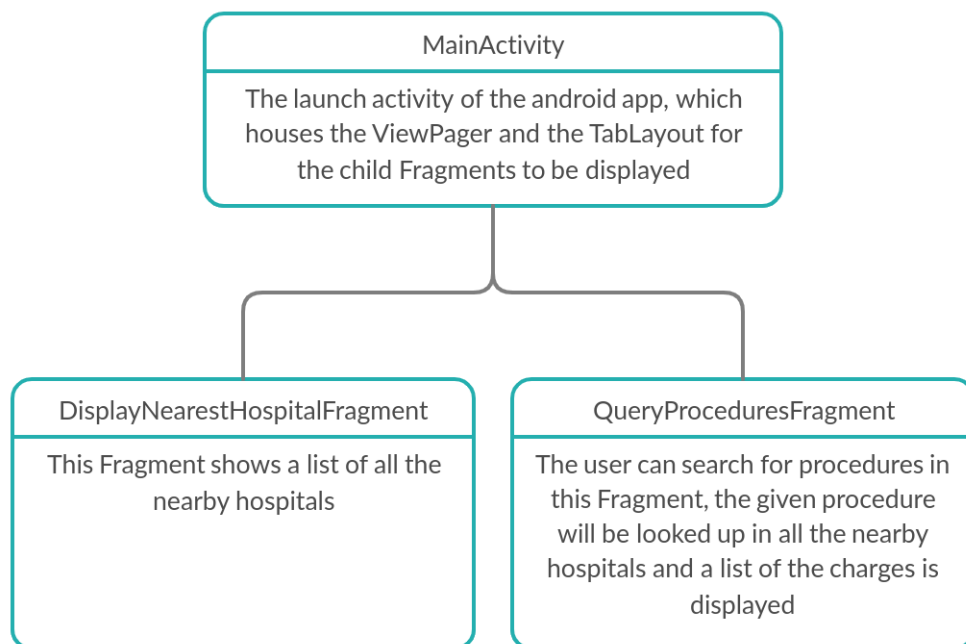 MainActivity
The launch activity of the android app, which
houses the ViewPager and the TabLayout for
the child Fragments to be displayed
DisplayNearestHospitalFragment
This Fragment shows a list of all the
nearby hospitals
QueryProceduresFragment
The user can search for procedures in
this Fragment, the given procedure
will be looked up in all the nearby
hospitals and a list of the charges is
displayed